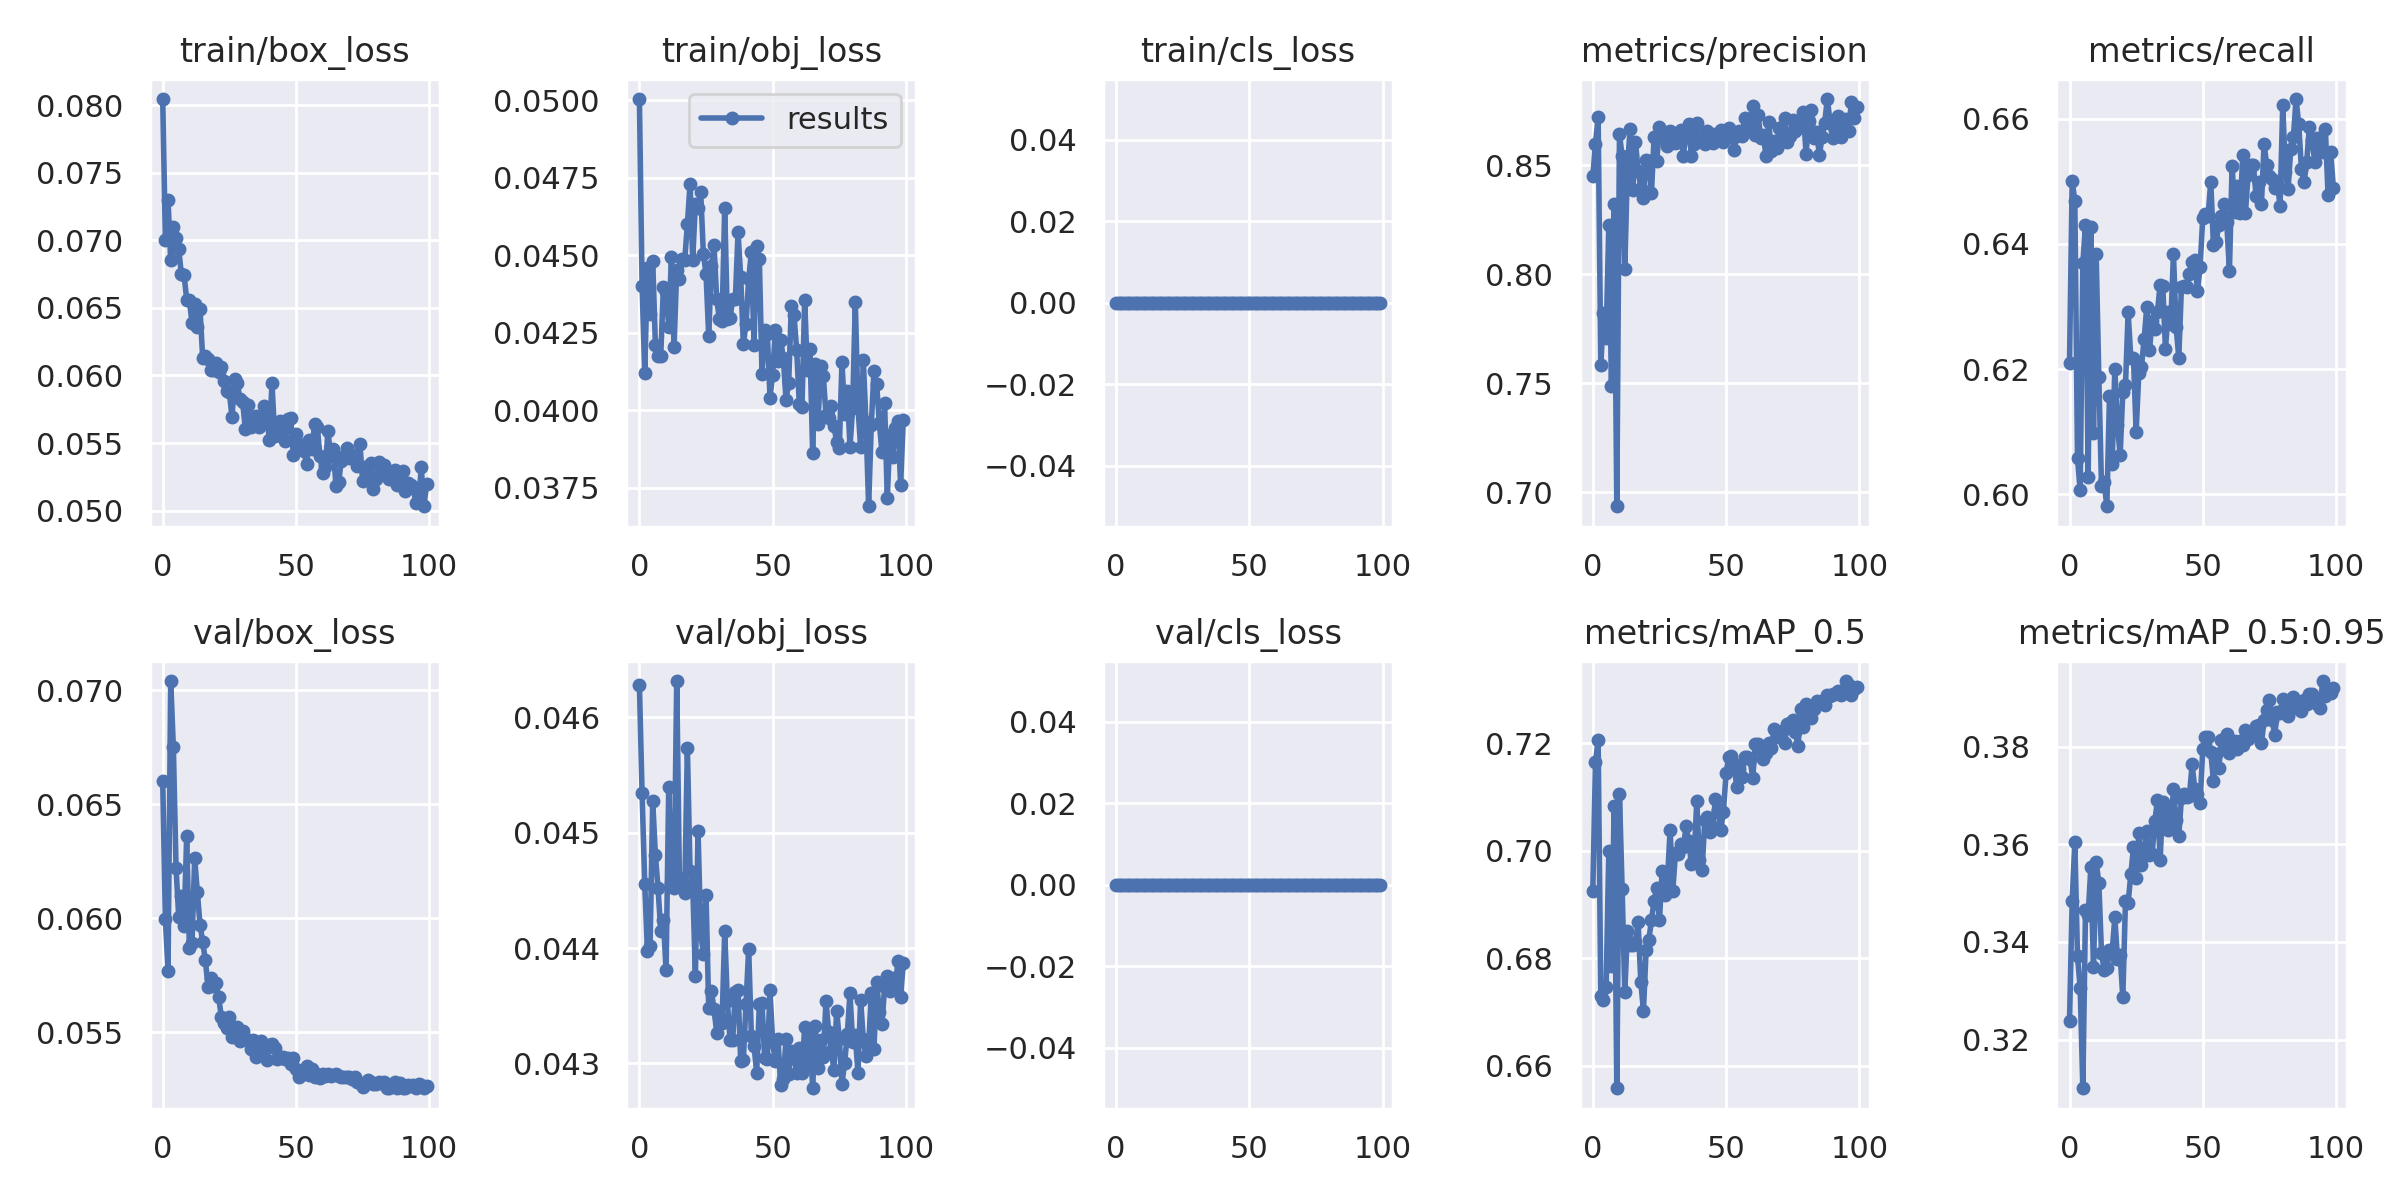 train/box_loss
0.080
0.075
0.070
0.065
0.060
0.055
0.050
0 50 100
train/obj_loss
results
0.0500
0.0475
0.0450
0.0425
0.0400
0.0375
0 50 100
train/cls_loss
0.04
0.02
0.00
−0.02
−0.04
0 50 100
metrics/precision
0.85
0.80
0.75
0.70
0 50 100
metrics/recall
0.66
0.64
0.62
0.60
0 50 100
val/box_loss
0.070
0.065
0.060
0.055
0 50 100
val/obj_loss
0.046
0.045
0.044
0.043
0 50 100
val/cls_loss
0.04
0.02
0.00
−0.02
−0.04
0 50 100
metrics/mAP_0.5
0.72
0.70
0.68
0.66
0 50 100
metrics/mAP_0.5:0.95
0.38
0.36
0.34
0.32
0 50 100